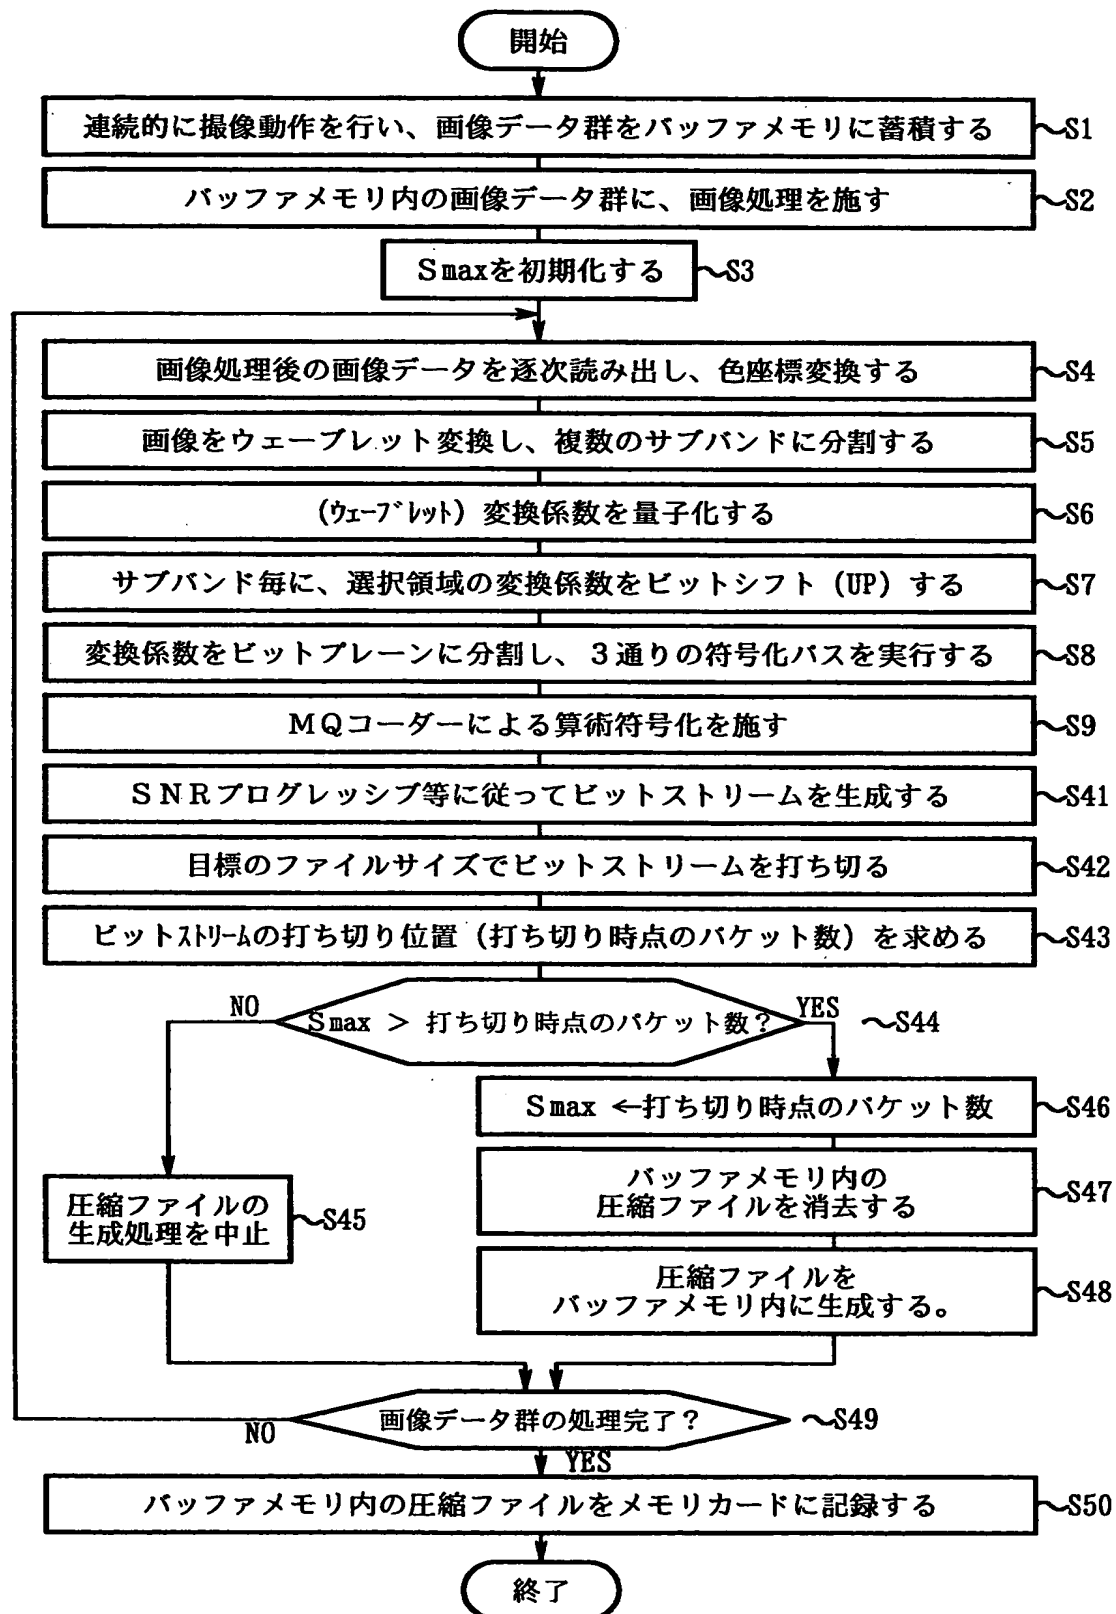 開始
連続的に撮像動作を行い、画像データ群をバッファメモリに蓄積する
~S1
バッファメモリ内の画像データ群に、画像処理を施す
~S2
Smaxを初期化する
~S3
画像処理後の画像データを逐次読み出し、色座標変換する
~S4
画像をウェーブレット変換し、複数のサブバンドに分割する
~S5
(ウェーブレット) 変換係数を量子化する
~S6
サブバンド毎に、選択領域の変換係数をビットシフト (UP) する
~S7
変換係数をビットプレーンに分割し、3通りの符号化パスを実行する
~S8
MQコーダーによる算術符号化を施す
~S9
SNRプログレッシブ等に従ってビットストリームを生成する
~S41
目標のファイルサイズでビットストリームを打ち切る
~S42
ビットストリームの打ち切り位置 (打ち切り時点のパケット数) を求める
~S43
NO
Smax > 打ち切り時点のパケット数?
YES
~S44
Smax ←打ち切り時点のパケット数
~S46
バッファメモリ内の
圧縮ファイルを消去する
~S47
圧縮ファイルの
生成処理を中止
~S45
圧縮ファイルを
バッファメモリ内に生成する。
~S48
画像データ群の処理完了?
~S49
NO
YES
バッファメモリ内の圧縮ファイルをメモリカードに記録する
~S50
終了